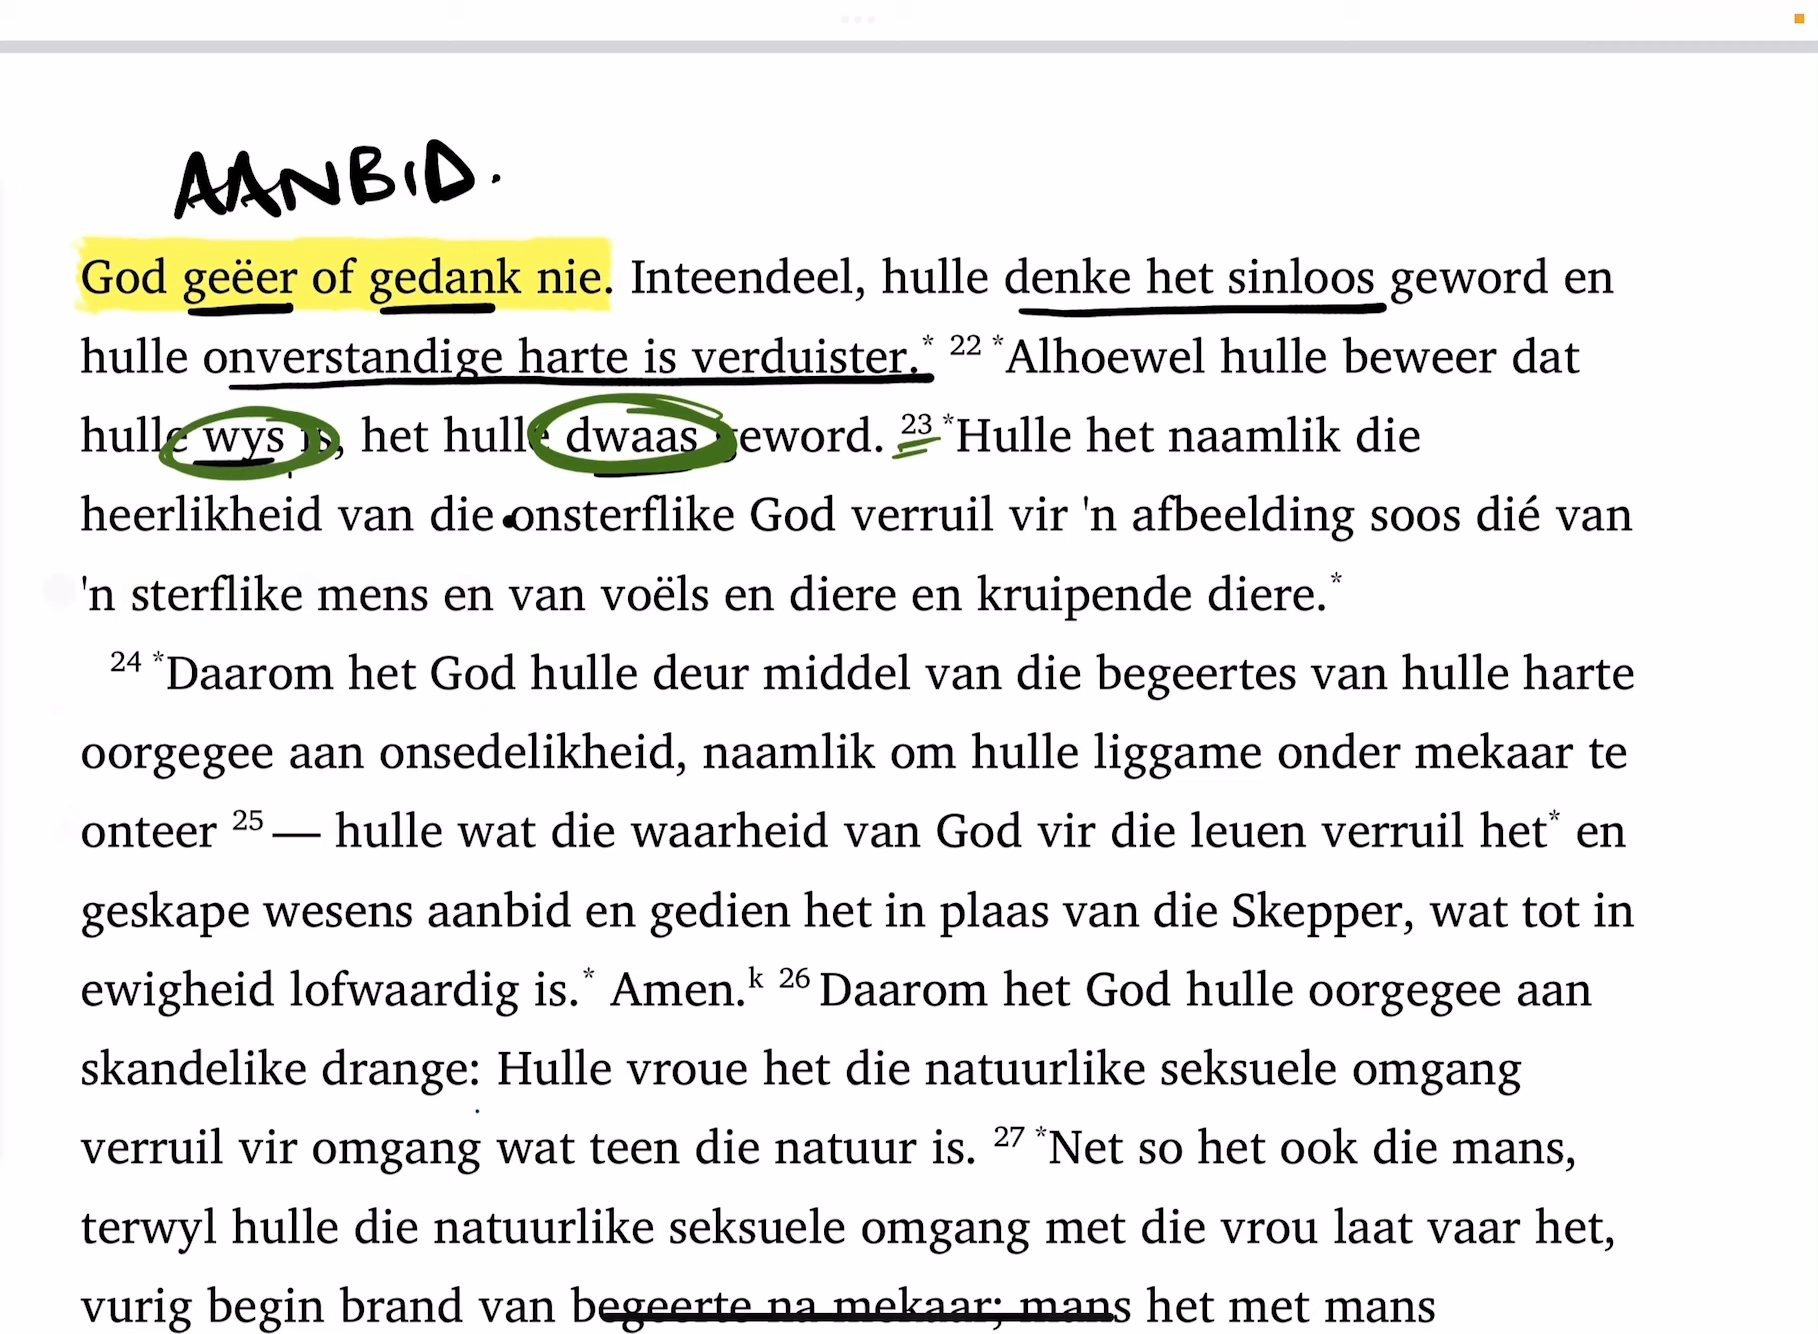 AANBID.
God geëer of gedank nie. Inteendeel, hulle denke het sinloos geword en
hulle onverstandige harte is verduister.* 22 *Alhoewel hulle beweer dat
hulle wys is, het hulle dwaas geword. 23 *Hulle het naamlik die
heerlikheid van die onsterflike God verruil vir 'n afbeelding soos dié van
'n sterflike mens en van voëls en diere en kruipende diere.*
24 *Daarom het God hulle deur middel van die begeertes van hulle harte
oorgegee aan onsedelikheid, naamlik om hulle liggame onder mekaar te
onteer 25 — hulle wat die waarheid van God vir die leuen verruil het* en
geskape wesens aanbid en gedien het in plaas van die Skepper, wat tot in
ewigheid lofwaardig is.* Amen.k 26 Daarom het God hulle oorgegee aan
skandelike drange: Hulle vroue het die natuurlike seksuele omgang
verruil vir omgang wat teen die natuur is. 27 *Net so het ook die mans,
terwyl hulle die natuurlike seksuele omgang met die vrou laat vaar het,
vurig begin brand van begeerte na mekaar; mans het met mans